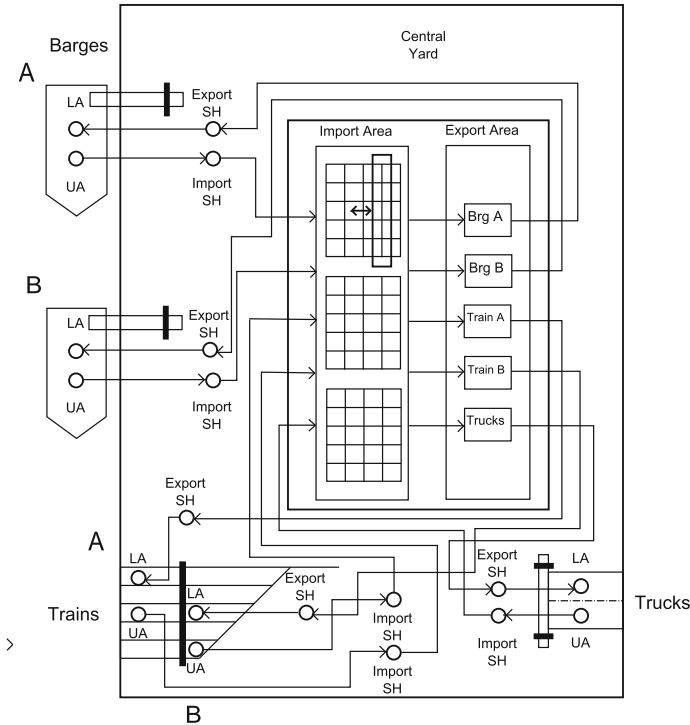 Central
Yard
Barges
A
LA
Export
SH
UA
Import
SH
Import Area
Export Area
Brg A
Brg B
Train A
Train B
Trucks
B
LA
Export
SH
UA
Import
SH
Export
SH
A
LA
Trains
UA
LA
UA
Export
SH
Import
SH
Import
SH
B
Export
SH
LA
Trucks
Import
SH
UA